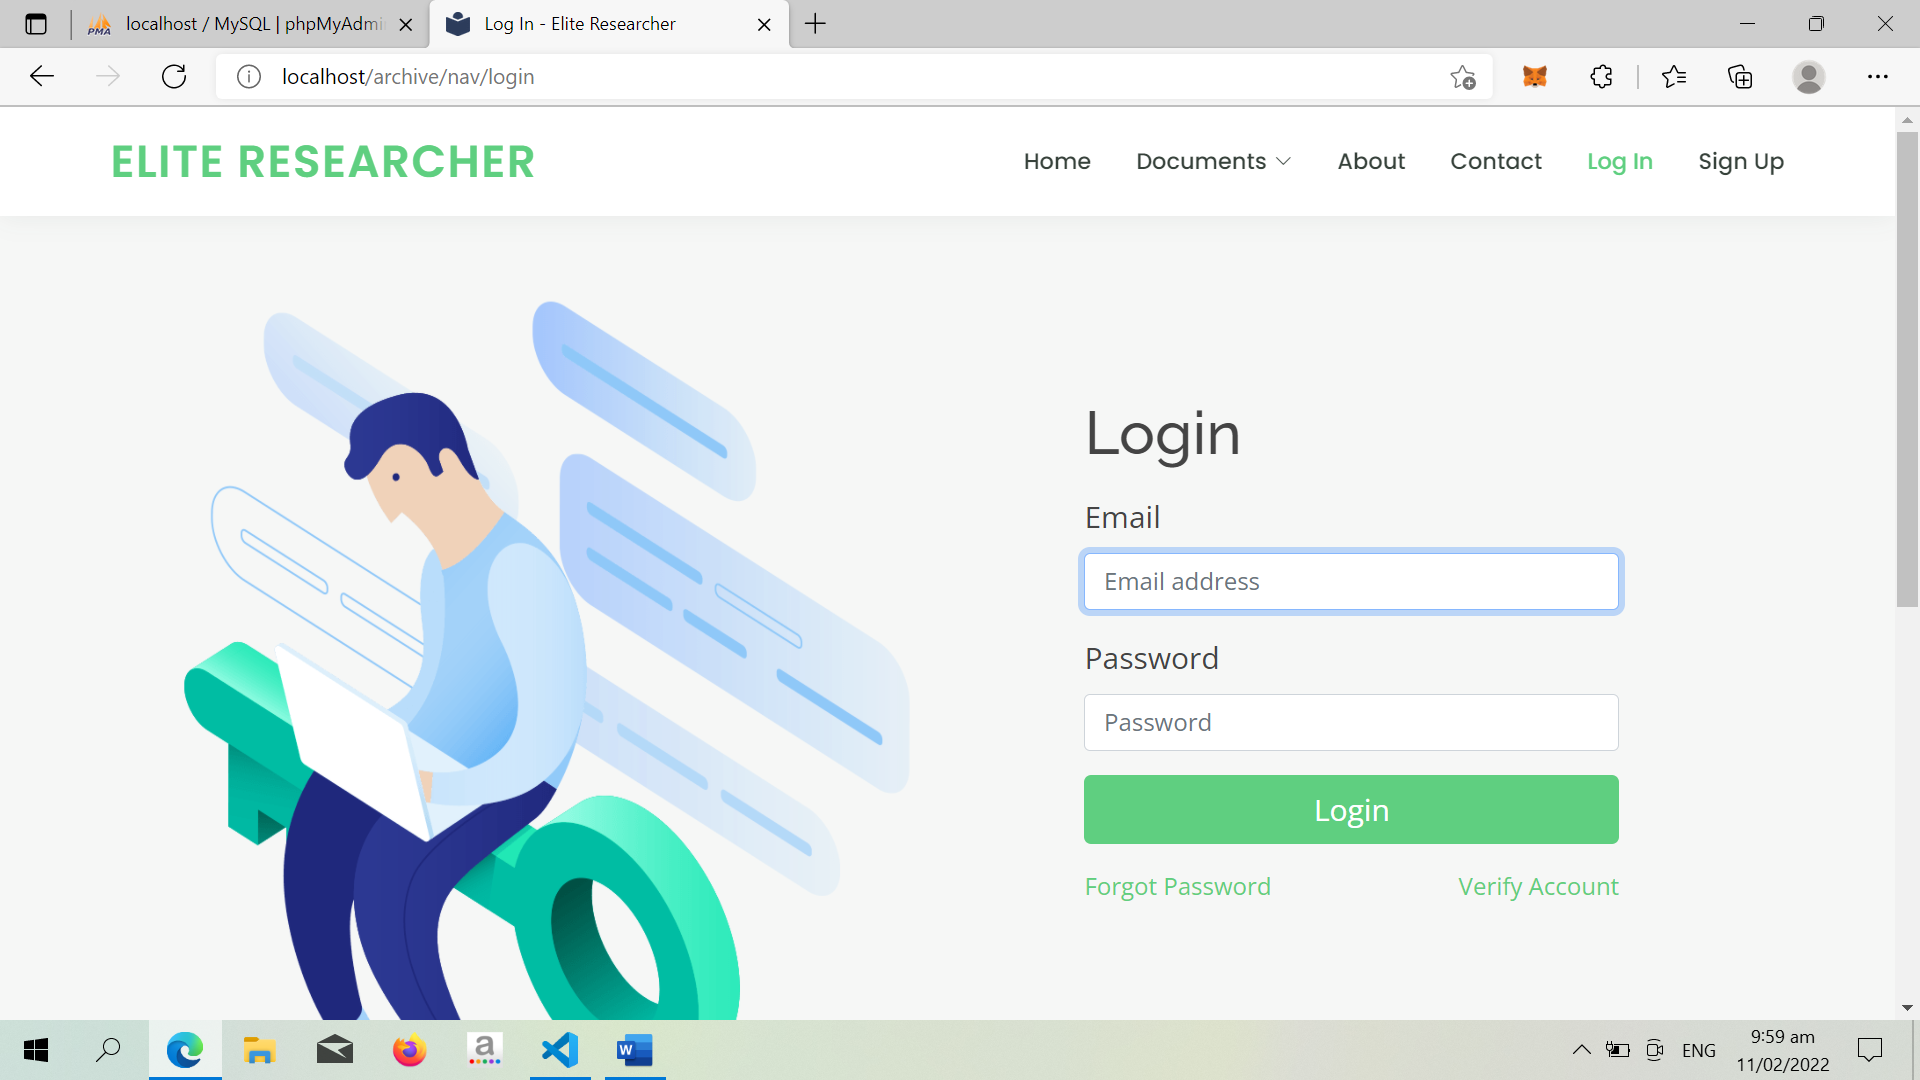 localhost / MySQL | phpMyAdmi
Log In - Elite Researcher
localhost/archive/nav/login
ELITE RESEARCHER
Home
Documents
About
Contact
Log In
Sign Up
Login
Email
Email address
Password
Password
Login
Forgot Password
Verify Account
ENG
9:59 am
11/02/2022
PMA
a
W